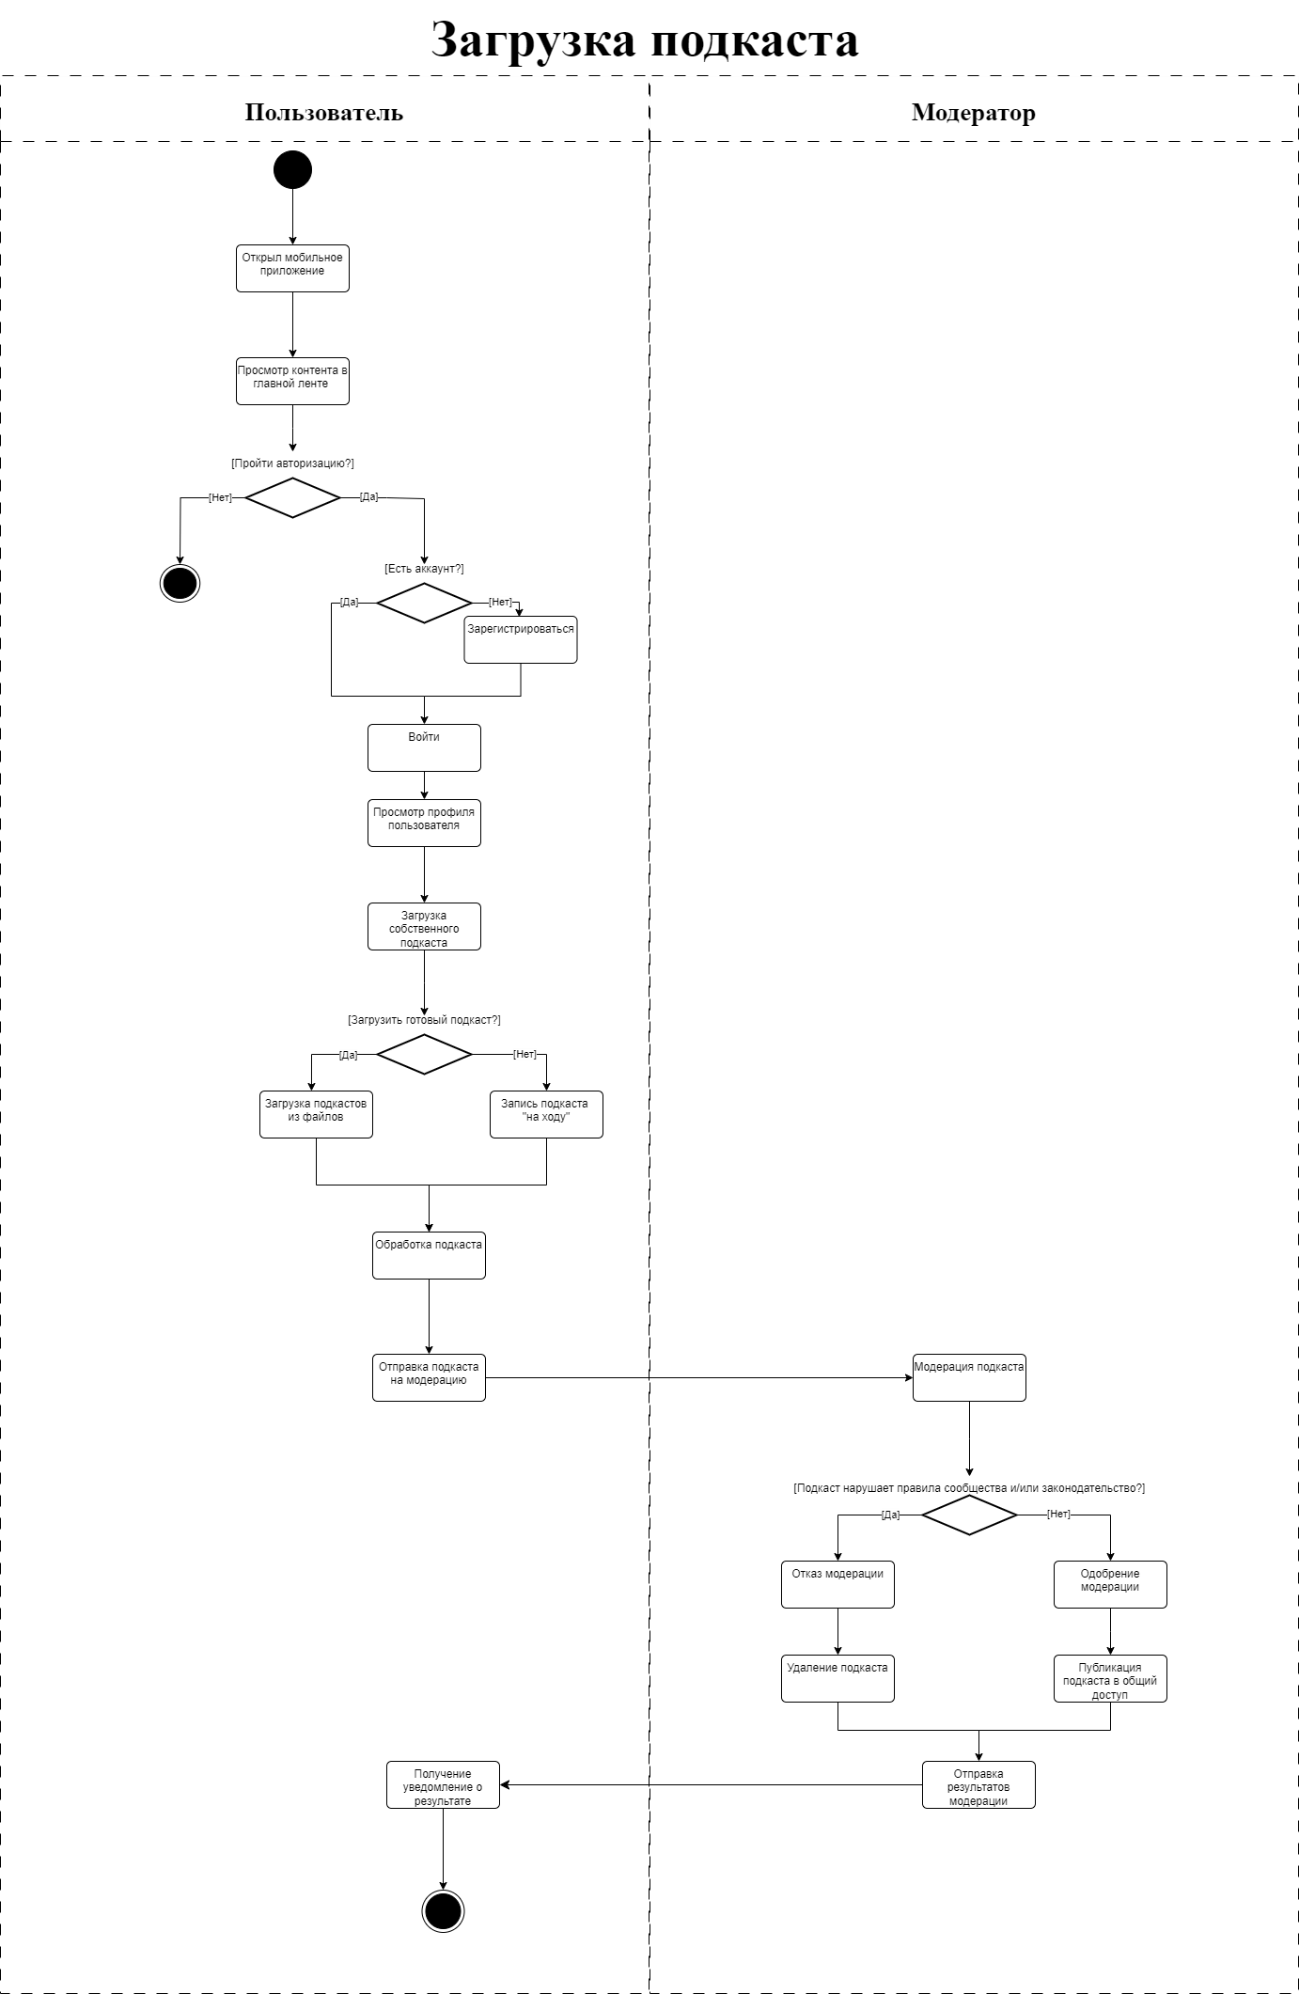 Загрузка подкаста
Пользователь
Модератор
Открыл мобильное
приложение
Просмотр контента в
главной ленте
[Пройти авторизацию?]
[Нет]
[Да]
[Есть аккаунт?]
[Да]
[Нет]
Зарегистрироваться
Войти
Просмотр профиля
пользователя
Загрузка
собственного
подкаста
[Загрузить готовый подкаст?]
[Да]
[Нет]
Загрузка подкастов
из файлов
Запись подкаста
"на ходу"
Обработка подкаста
Отправка подкаста
на модерацию
Модерация подкаста
[Подкаст нарушает правила сообщества и/или законодательство?]
[Да]
[Нет]
Отказ модерации
Одобрение
модерации
Удаление подкаста
Публикация
подкаста в общий
доступ
Получение
уведомление о
результате
Отправка
результатов
модерации